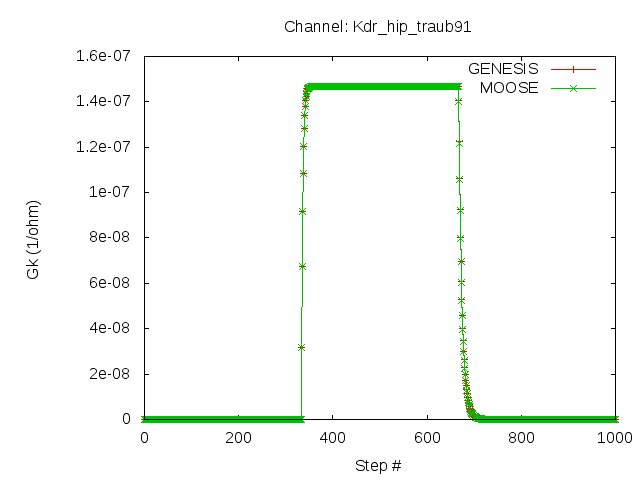 Channel: Kdr_hip_traub91
1.6e-07
1.4e-07
1.2e-07
1e-07
8e-08
6e-08
4e-08
2e-08
0
Gk (1/ohm)
GENESIS
MOOSE
0 200 400 600 800 1000
Step #